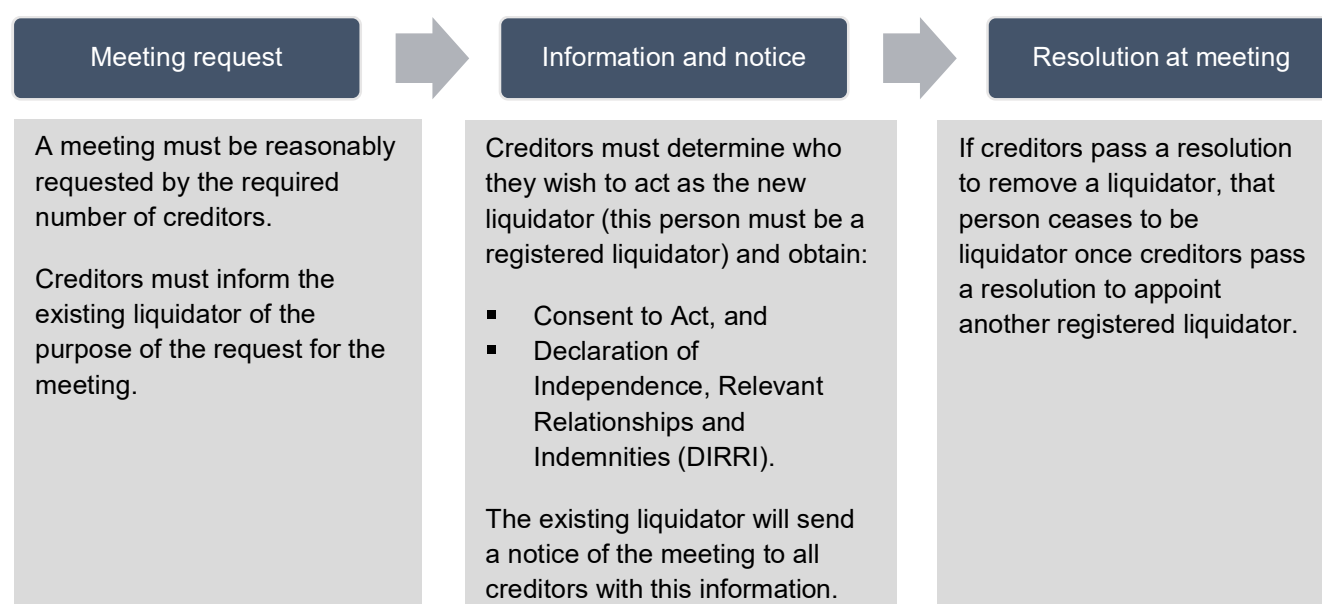 Meeting request
Information and notice
Resolution at meeting
A meeting must be reasonably
requested by the required
number of creditors.
Creditors must inform the
existing liquidator of the
purpose of the request for the
meeting.
Creditors must determine who
they wish to act as the new
liquidator (this person must be a
registered liquidator) and obtain:
▪ Consent to Act, and
▪ Declaration of
Independence, Relevant
Relationships and
Indemnities (DIRRI).
The existing liquidator will send
a notice of the meeting to all
creditors with this information.
If creditors pass a resolution
to remove a liquidator, that
person ceases to be
liquidator once creditors pass
a resolution to appoint
another registered liquidator.